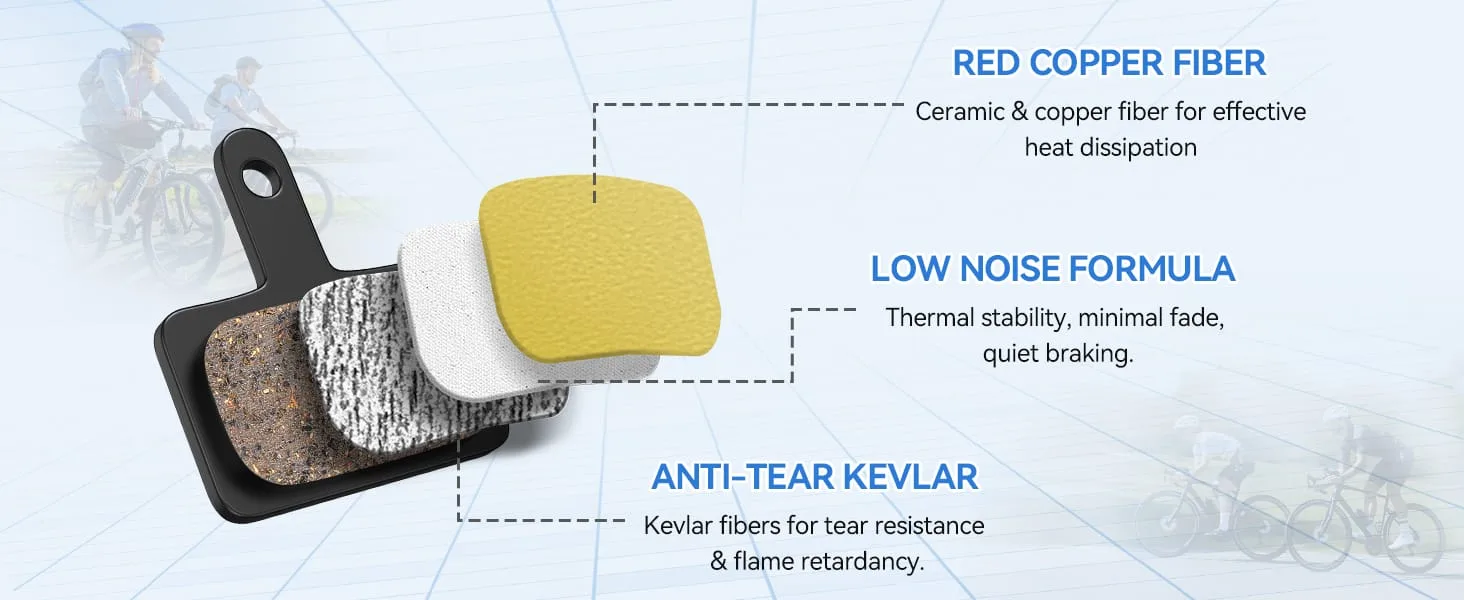 RED COPPER FIBER
Ceramic & copper fiber for effective
heat dissipation
LOW NOISE FORMULA
Thermal stability, minimal fade,
quiet braking.
ANTI-TEAR KEVLAR
Kevlar fibers for tear resistance
& flame retardancy.